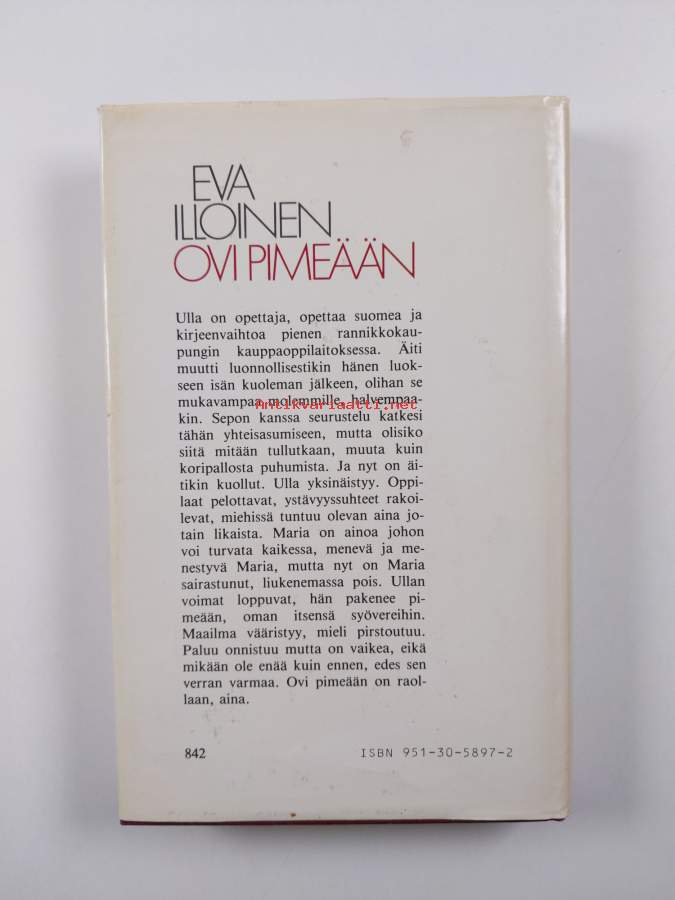 EVA
ILLOINEN
OVI PIMEÄÄN
Ulla on opettaja, opettaa suomea ja
kirjeenvaihtoa pienen rannikkokau-
pungin kauppaoppilaitoksessa. Äiti
muutti luonnollisestikin hänen luok-
seen isän kuoleman jälkeen, olihan se
mukavampaa molemmille, halvempaa-
Antikvariaatti.net
kin. Sepon kanssa seurustelu katkesi
tähän yhteisasumiseen, mutta olisiko
siitä mitään tullutkaan, muuta kuin
koripallosta puhumista. Ja nyt on äi-
tikin kuollut. Ulla yksinäistyy. Oppi-
laat pelottavat, ystävyyssuhteet rakoi-
levat, miehissä tuntuu olevan aina jo-
tain likaista. Maria on ainoa johon
voi turvata kaikessa, menevä ja me-
nestyvä Maria, mutta nyt on Maria
sairastunut, liukenemassa pois. Ullan
voimat loppuvat, hän pakenee pi-
meään, oman itsensä syövereihin.
Maailma vääristyy, mieli pirstoutuu.
Paluu onnistuu mutta on vaikea, eikä
mikään ole enää kuin ennen, edes sen
verran varmaa. Ovi pimeään on raol-
laan, aina.
842 ISBN 951-30-5897-2